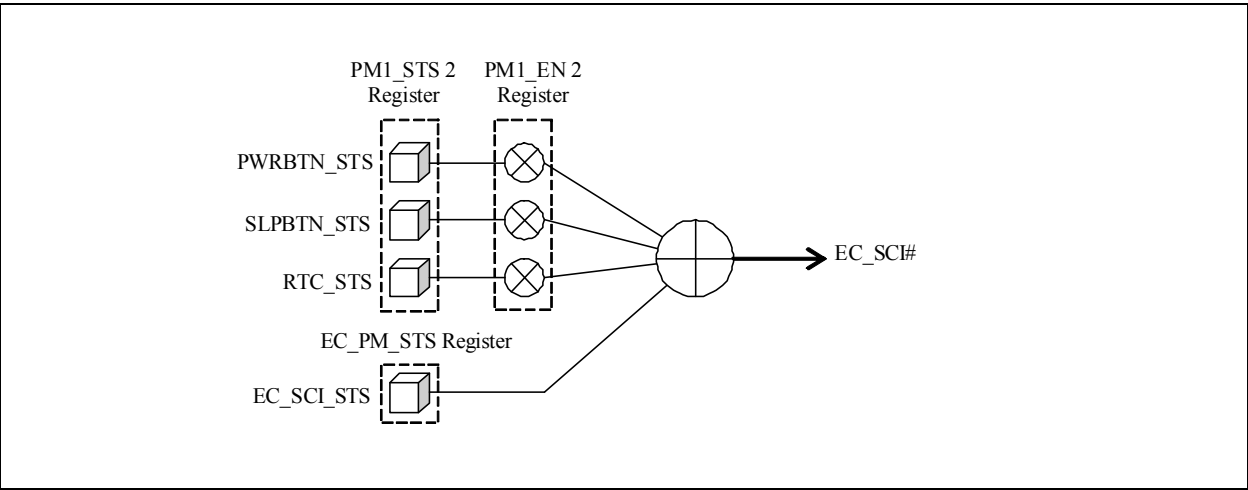 PM1_STS 2
Register
PM1_EN 2
Register
PWRBTN_STS
SLPBTN_STS
RTC_STS
EC_SCI#
EC_PM_STS Register
EC_SCI_STS